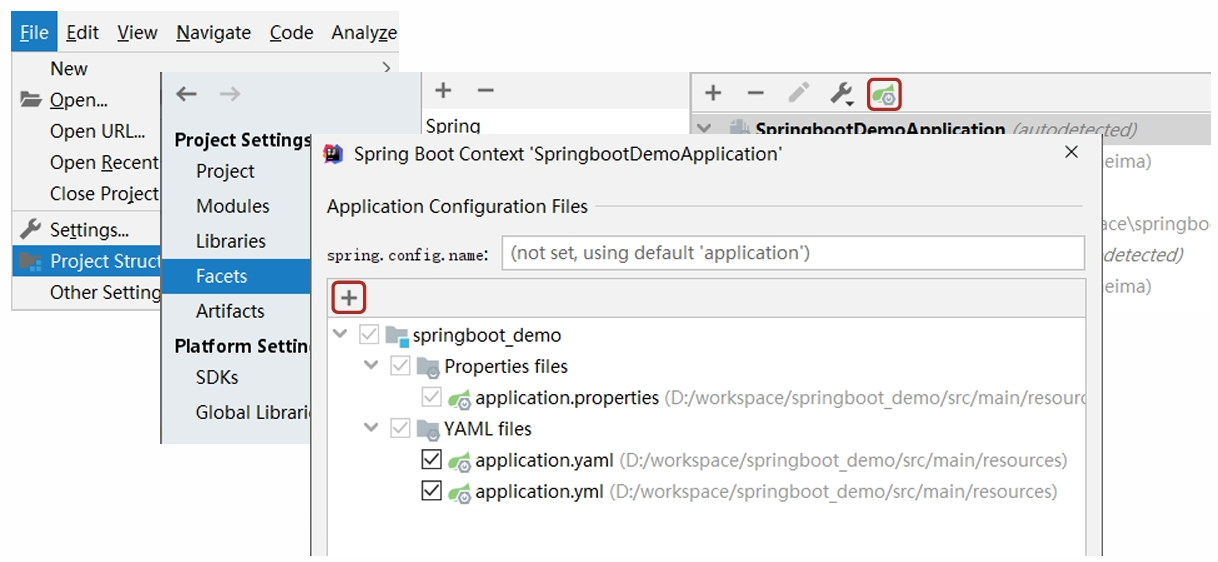 File Edit View Navigate Code Analyze
New
Open...
Open URL...
Open Recent
Close Project
Settings...
Project Struct
Other Setting
Project Settings
Project
Modules
Libraries
Facets
Artifacts
Platform Settin
SDKs
Global Librari
Spring
SpringbootDemoApplication (autodetected)
eima)
ace\springbo
detected)
eima)
Spring Boot Context 'SpringbootDemoApplication'
Application Configuration Files
spring.config.name: (not set, using default 'application')
springboot_demo
Properties files
application.properties (D:/workspace/springboot_demo/src/main/resourc
YAML files
application.yaml (D:/workspace/springboot_demo/src/main/resources)
application.yml (D:/workspace/springboot_demo/src/main/resources)